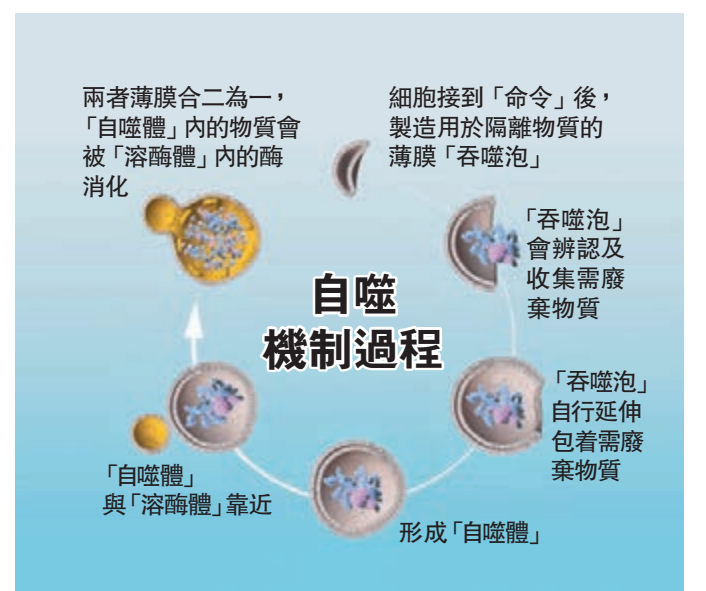 自噬
機制過程
細胞接到「命令」後，
製造用於隔離物質的
薄膜「吞噬泡」
「吞噬泡」
會辨認及
收集需廢
棄物質
「吞噬泡」
自行延伸
包着需廢
棄物質
形成「自噬體」
「自噬體」
與「溶酶體」靠近
兩者薄膜合二為一，
「自噬體」內的物質會
被「溶酶體」內的酶
消化